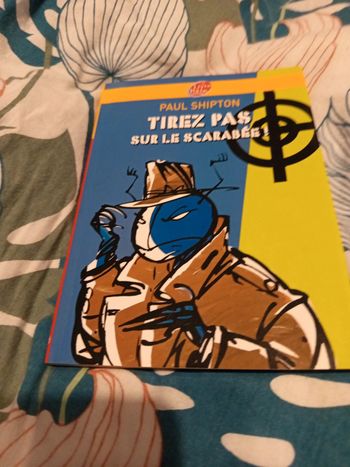 PAUL SHIPTON
TIREZ PAS
SUR LE SCARABÉE !